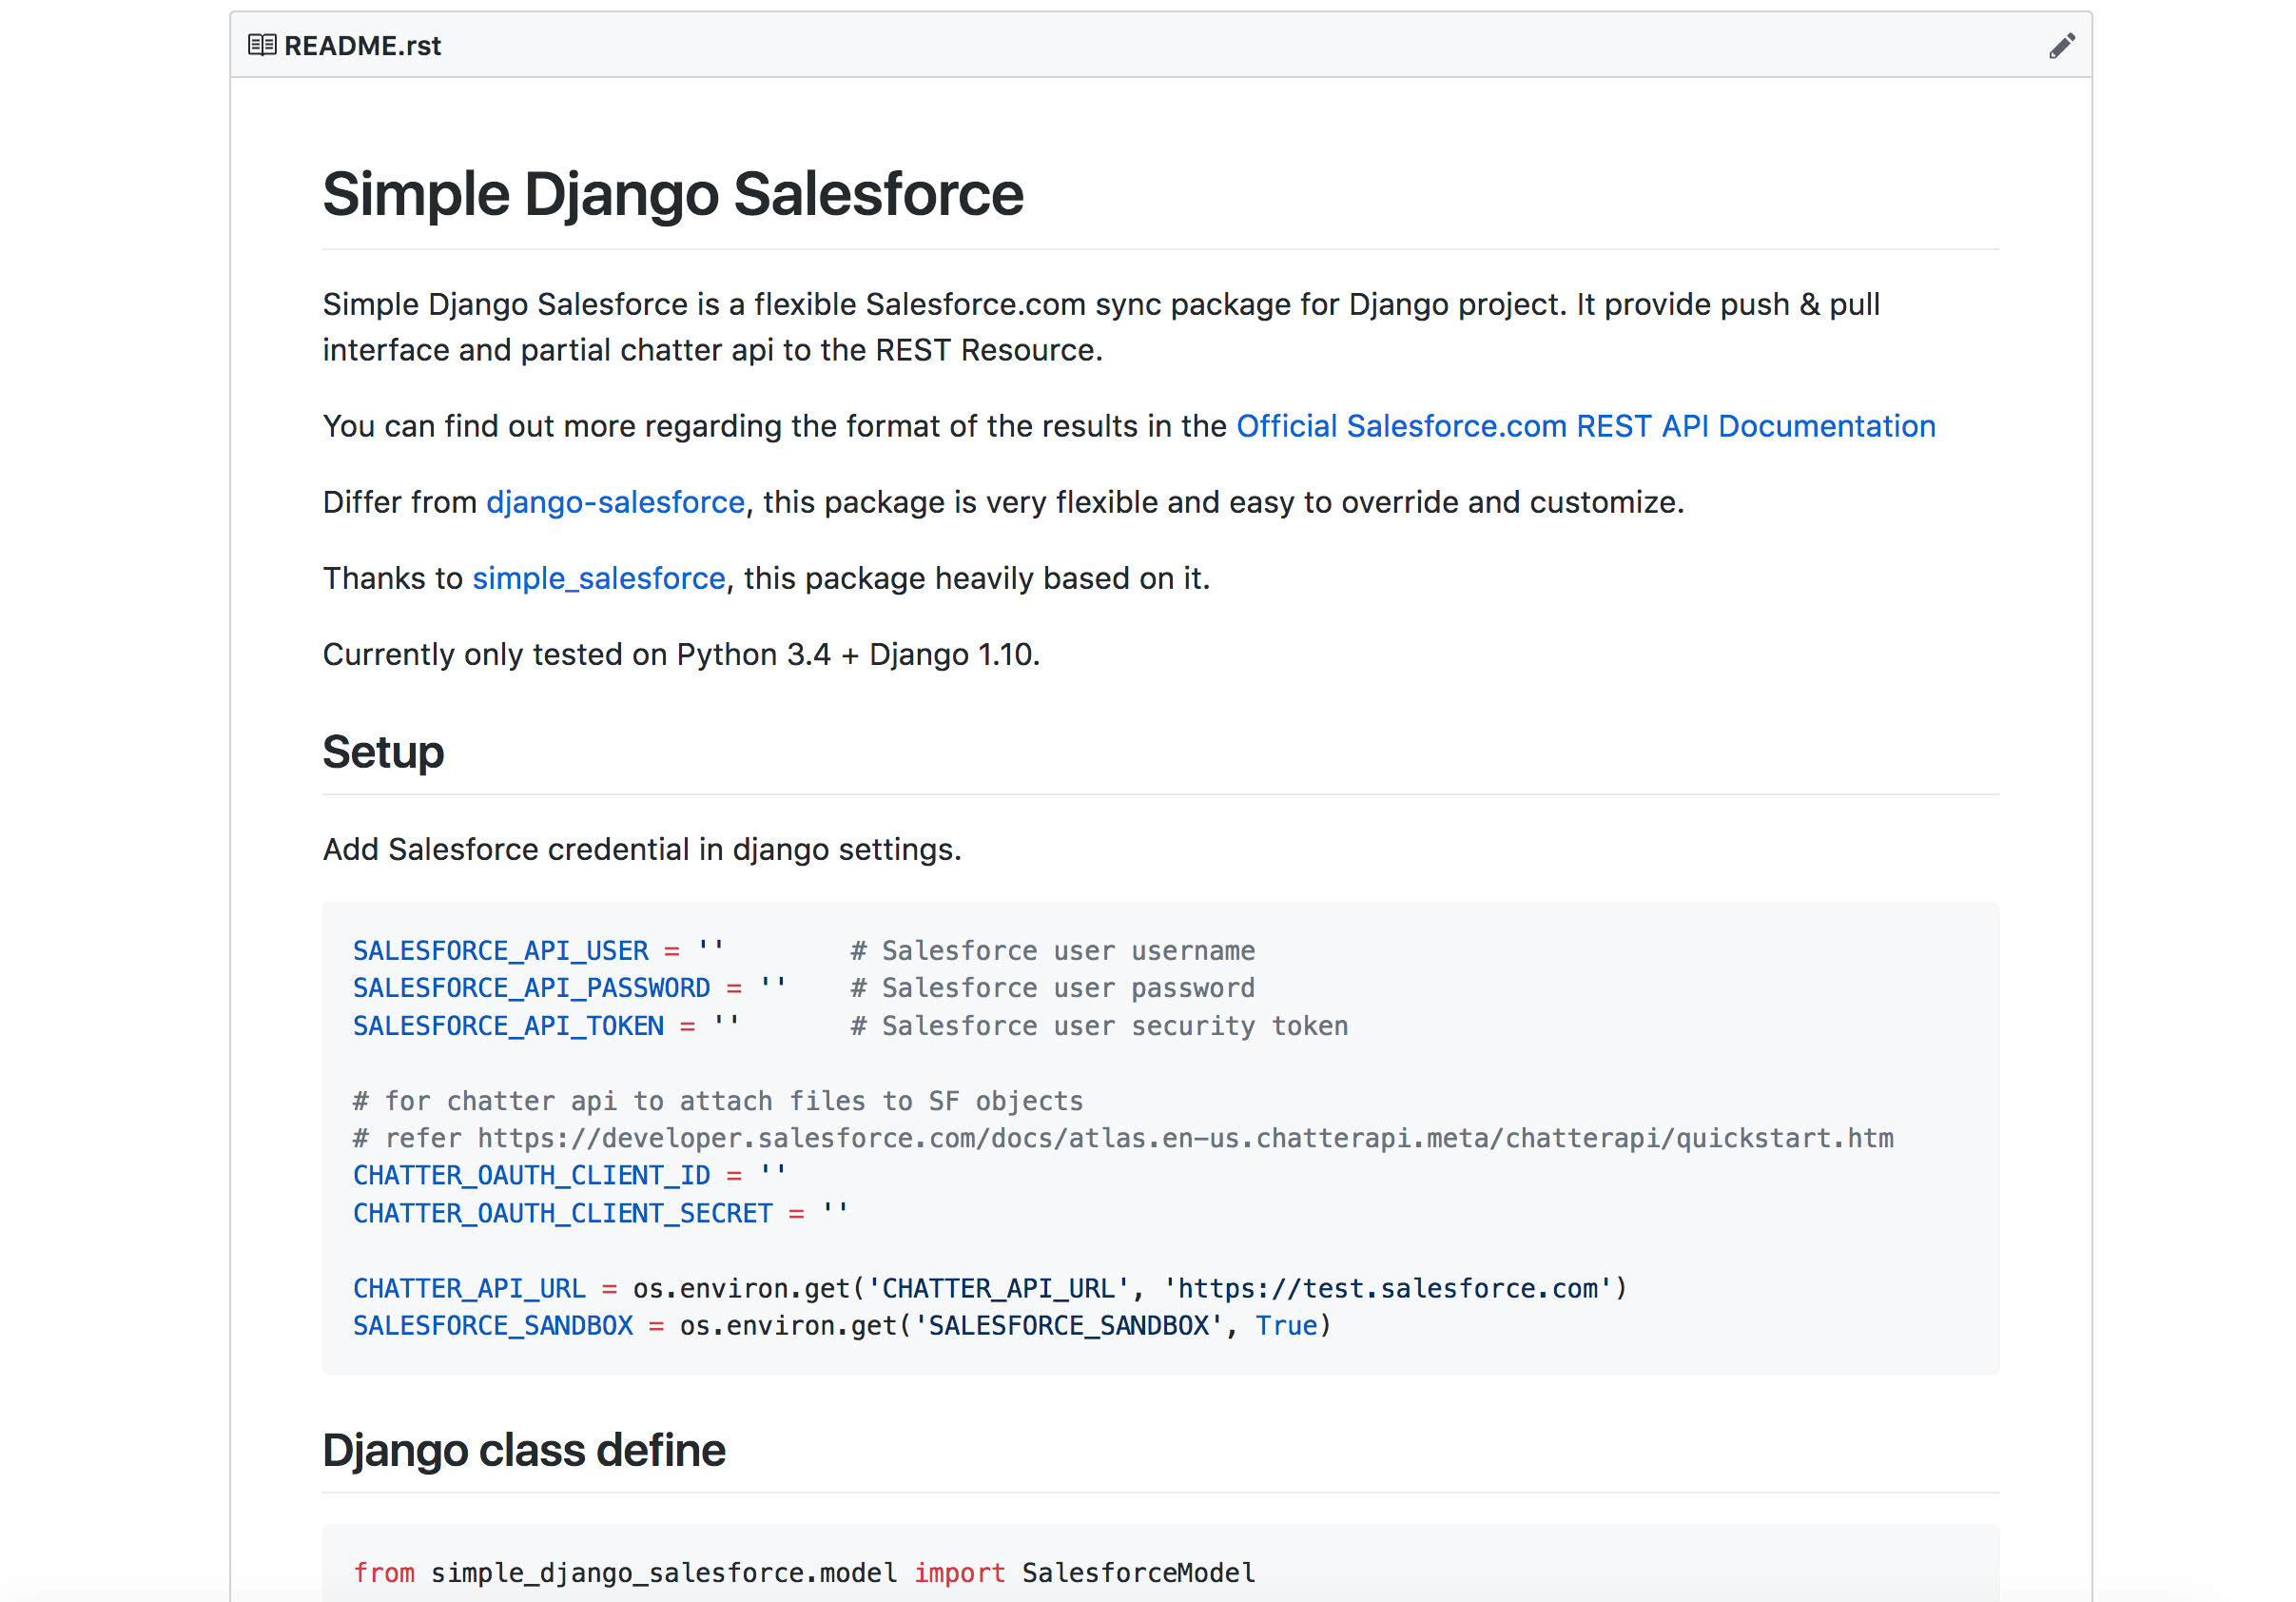 README.rst
Simple Django Salesforce
Simple Django Salesforce is a flexible Salesforce.com sync package for Django project. It provide push & pull
interface and partial chatter api to the REST Resource.
You can find out more regarding the format of the results in the Official Salesforce.com REST API Documentation
Differ from django-salesforce, this package is very flexible and easy to override and customize.
Thanks to simple_salesforce, this package heavily based on it.
Currently only tested on Python 3.4 + Django 1.10.
Setup
Add Salesforce credential in django settings.
SALESFORCE_API_USER = ''        # Salesforce user username
SALESFORCE_API_PASSWORD = ''    # Salesforce user password
SALESFORCE_API_TOKEN = ''       # Salesforce user security token
# for chatter api to attach files to SF objects
# refer https://developer.salesforce.com/docs/atlas.en-us.chatterapi.meta/chatterapi/quickstart.htm
CHATTER_OAUTH_CLIENT_ID = ''
CHATTER_OAUTH_CLIENT_SECRET = ''
CHATTER_API_URL = os.environ.get('CHATTER_API_URL', 'https://test.salesforce.com')
SALESFORCE_SANDBOX = os.environ.get('SALESFORCE_SANDBOX', True)
Django class define
from simple_django_salesforce.model import SalesforceModel